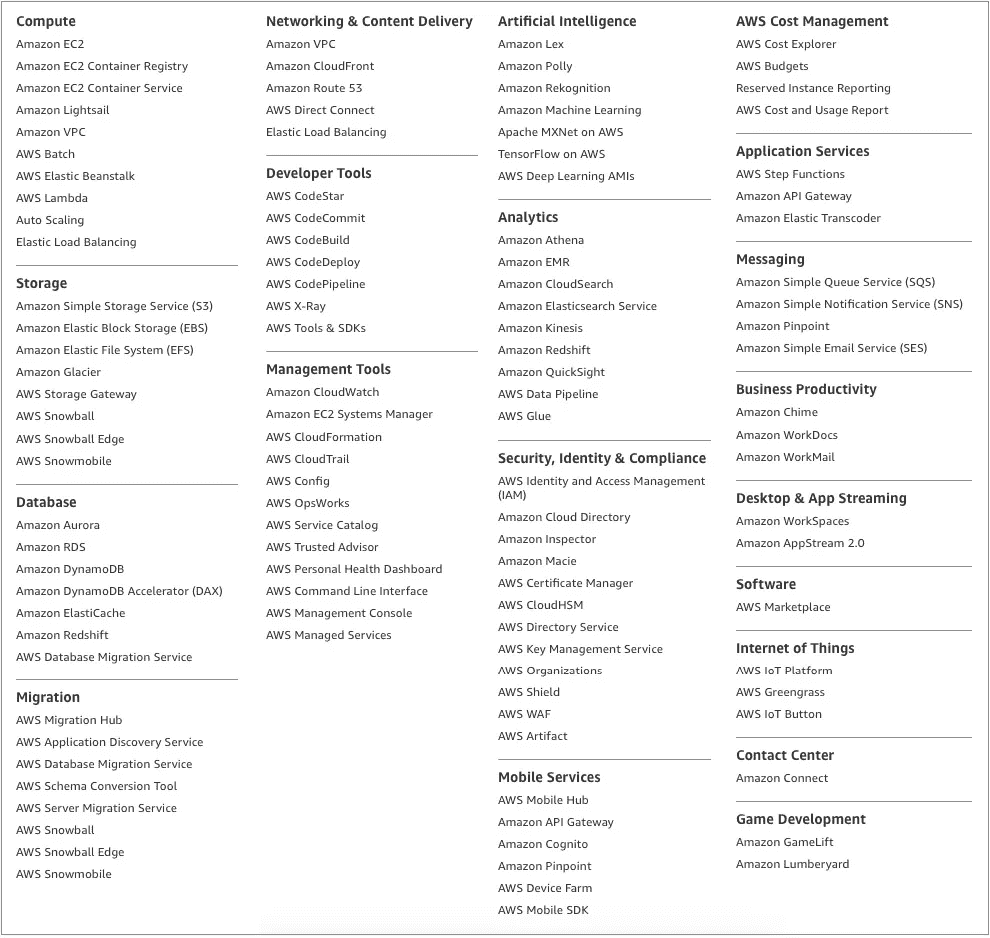 Compute
Amazon EC2
Amazon EC2 Container Registry
Amazon EC2 Container Service
Amazon Lightsail
Amazon VPC
AWS Batch
AWS Elastic Beanstalk
AWS Lambda
Auto Scaling
Elastic Load Balancing
Storage
Amazon Simple Storage Service (S3)
Amazon Elastic Block Storage (EBS)
Amazon Elastic File System (EFS)
Amazon Glacier
AWS Storage Gateway
AWS Snowball
AWS Snowball Edge
AWS Snowmobile
Database
Amazon Aurora
Amazon RDS
Amazon DynamoDB
Amazon DynamoDB Accelerator (DAX)
Amazon ElastiCache
Amazon Redshift
AWS Database Migration Service
Migration
AWS Migration Hub
AWS Application Discovery Service
AWS Database Migration Service
AWS Schema Conversion Tool
AWS Server Migration Service
AWS Snowball
AWS Snowball Edge
AWS Snowmobile
Networking & Content Delivery
Amazon VPC
Amazon CloudFront
Amazon Route 53
AWS Direct Connect
Elastic Load Balancing
Developer Tools
AWS CodeStar
AWS CodeCommit
AWS CodeBuild
AWS CodeDeploy
AWS CodePipeline
AWS X-Ray
AWS Tools & SDKs
Management Tools
Amazon CloudWatch
Amazon EC2 Systems Manager
AWS CloudFormation
AWS CloudTrail
AWS Config
AWS OpsWorks
AWS Service Catalog
AWS Trusted Advisor
AWS Personal Health Dashboard
AWS Command Line Interface
AWS Management Console
AWS Managed Services
Artificial Intelligence
Amazon Lex
Amazon Polly
Amazon Rekognition
Amazon Machine Learning
Apache MXNet on AWS
TensorFlow on AWS
AWS Deep Learning AMIs
Analytics
Amazon Athena
Amazon EMR
Amazon CloudSearch
Amazon Elasticsearch Service
Amazon Kinesis
Amazon Redshift
Amazon QuickSight
AWS Data Pipeline
AWS Glue
Security, Identity & Compliance
AWS Identity and Access Management
(IAM)
Amazon Cloud Directory
Amazon Inspector
Amazon Macie
AWS Certificate Manager
AWS CloudHSM
AWS Directory Service
AWS Key Management Service
AWS Organizations
AWS Shield
AWS WAF
AWS Artifact
Mobile Services
AWS Mobile Hub
Amazon API Gateway
Amazon Cognito
Amazon Pinpoint
AWS Device Farm
AWS Mobile SDK
AWS Cost Management
AWS Cost Explorer
AWS Budgets
Reserved Instance Reporting
AWS Cost and Usage Report
Application Services
AWS Step Functions
Amazon API Gateway
Amazon Elastic Transcoder
Messaging
Amazon Simple Queue Service (SQS)
Amazon Simple Notification Service (SNS)
Amazon Pinpoint
Amazon Simple Email Service (SES)
Business Productivity
Amazon Chime
Amazon WorkDocs
Amazon WorkMail
Desktop & App Streaming
Amazon WorkSpaces
Amazon AppStream 2.0
Software
AWS Marketplace
Internet of Things
AWS IoT Platform
AWS Greengrass
AWS IoT Button
Contact Center
Amazon Connect
Game Development
Amazon GameLift
Amazon Lumberyard